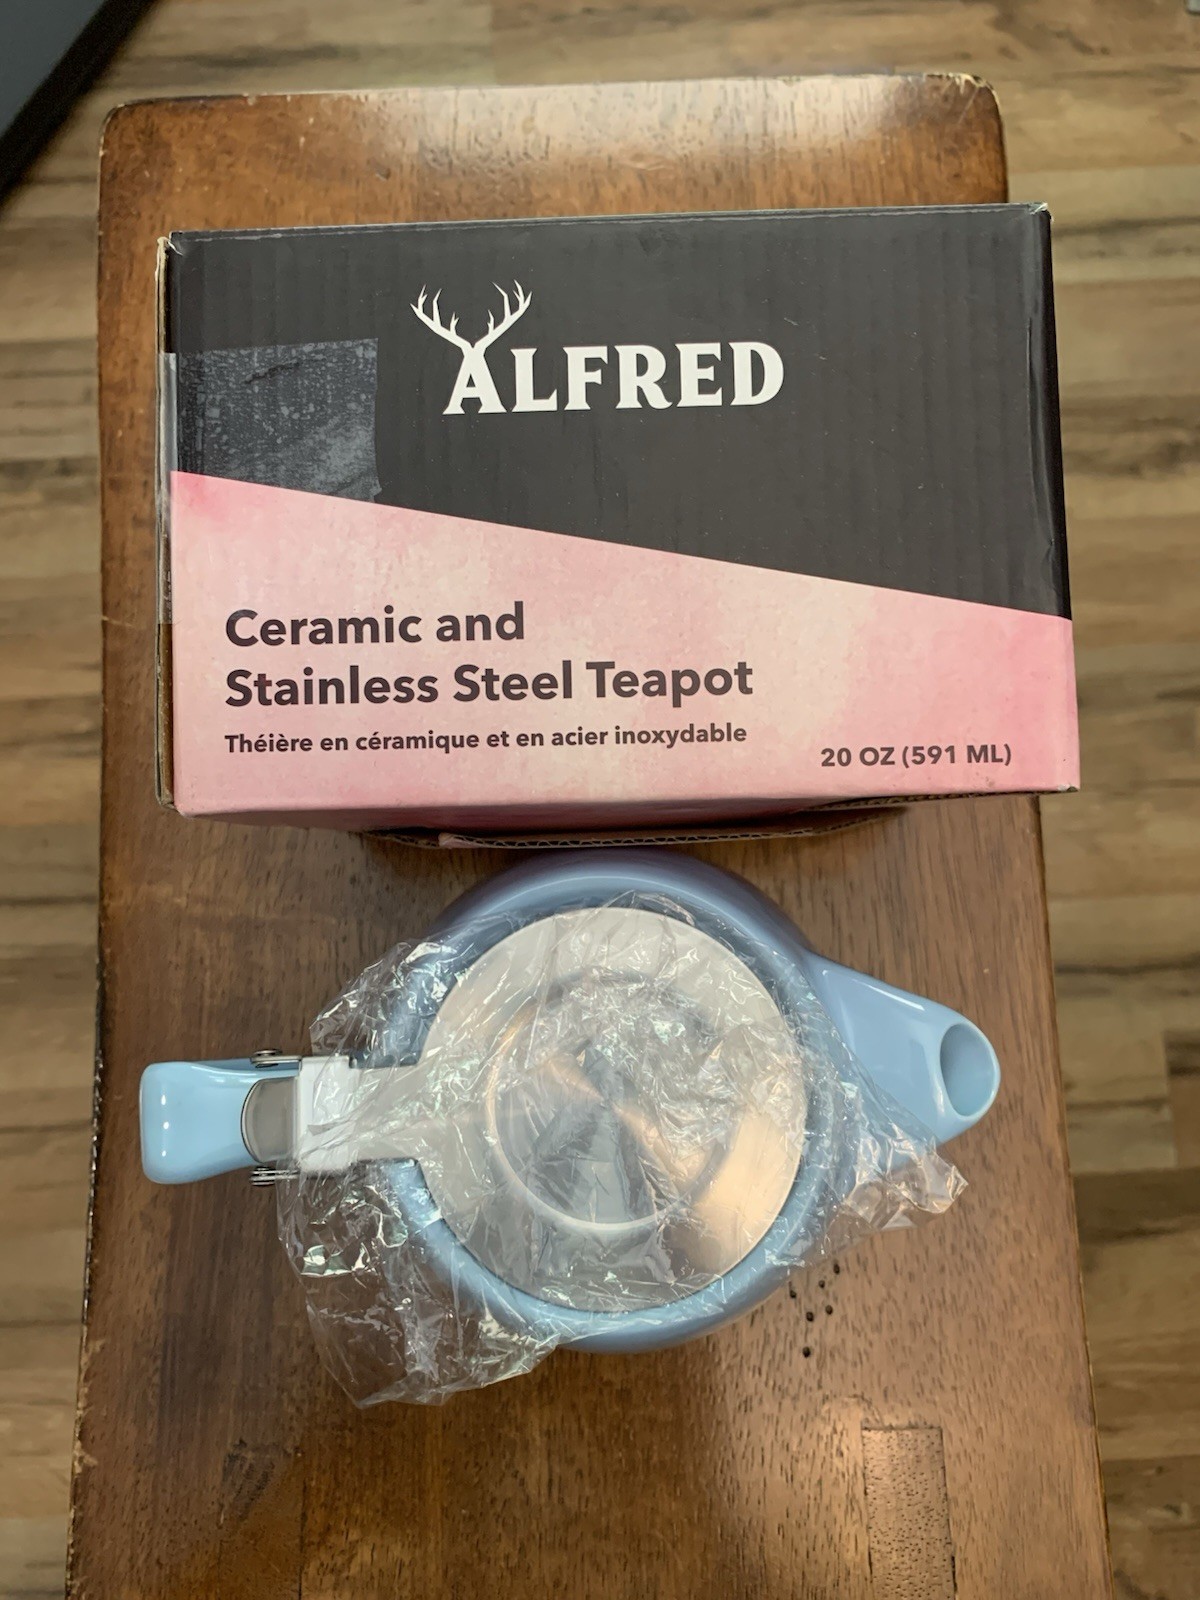 ALFRED
Ceramic and
Stainless Steel Teapot
Théière en céramique et en acier inoxydable
20 OZ (591 ML)